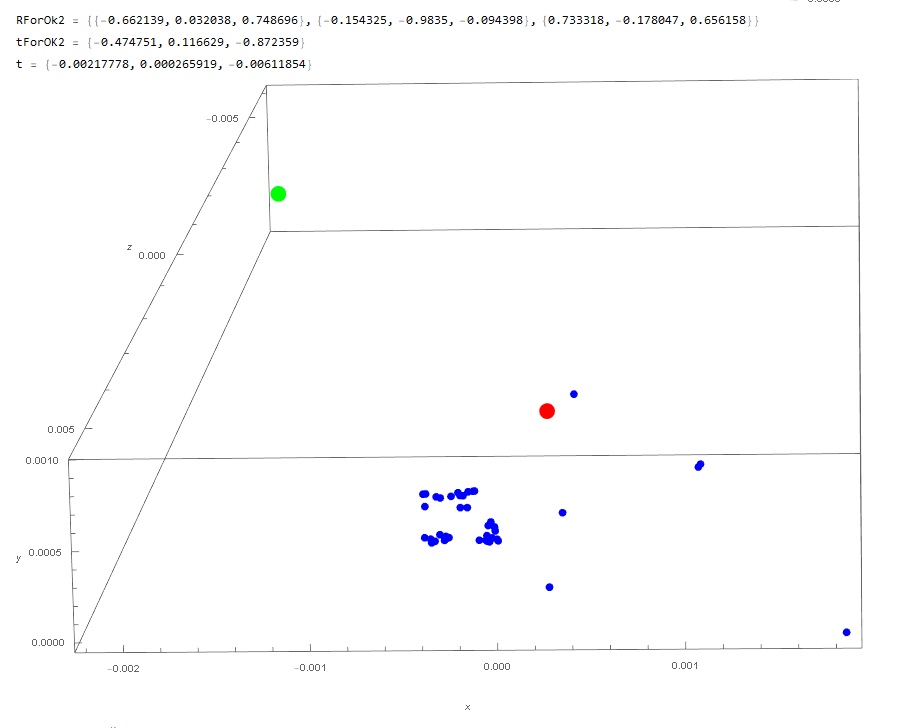 RForOk2 = {{-0.662139, 0.032038, 0.748696}, {-0.154325, -0.9835, -0.094398}, {0.733318, -0.178047, 0.656158}}
tForOK2 = {-0.474751, 0.116629, -0.872359}
t = {-0.00217778, 0.000265919, -0.00611854}
-0.005
z
0.000
0.005
0.0010
y
0.0005
0.0000
-0.002
-0.001
0.000
0.001
x